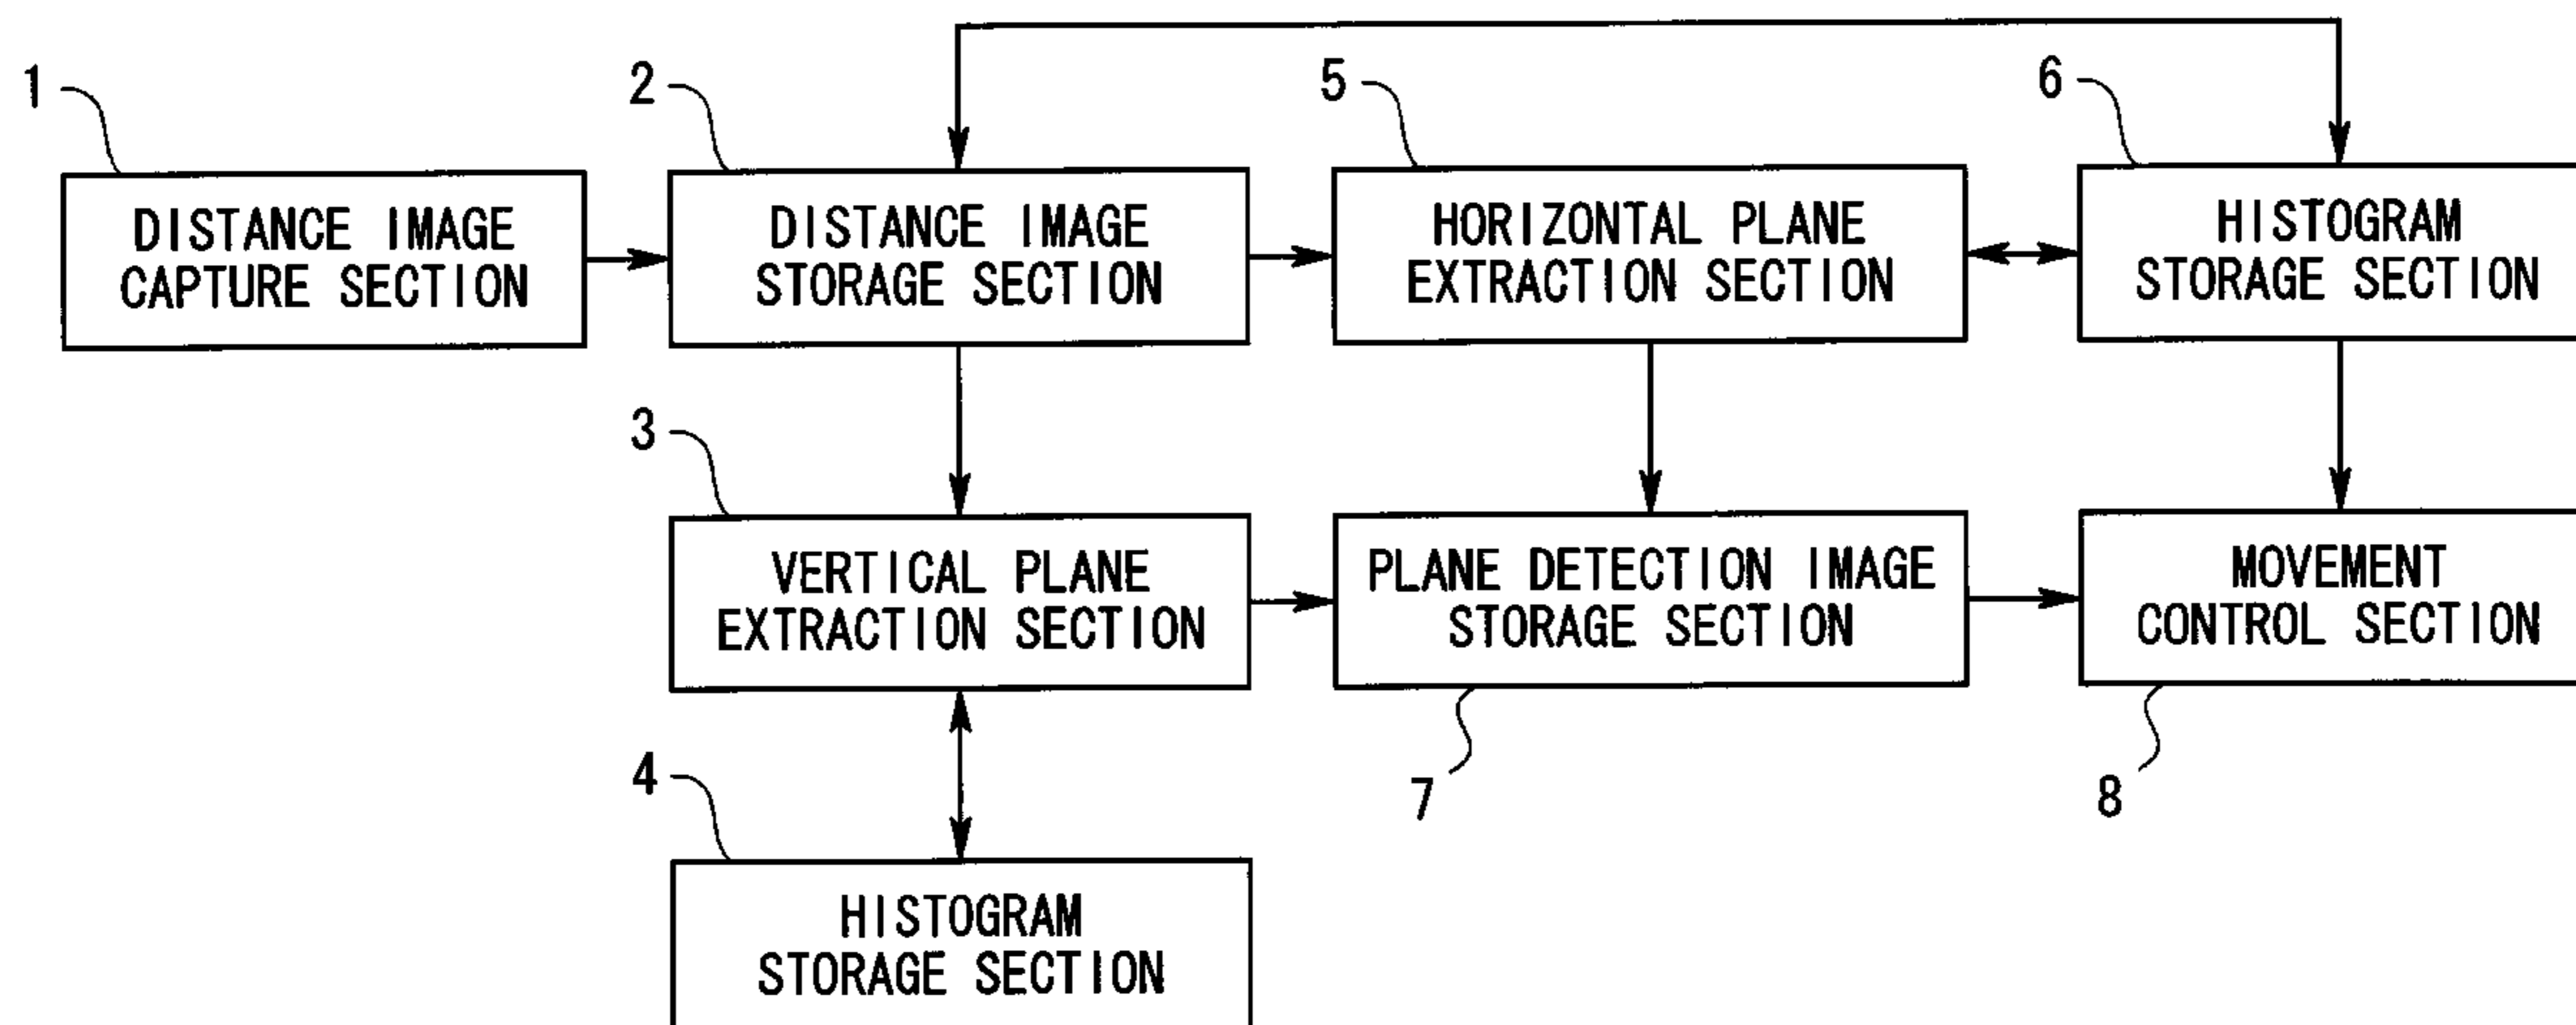 1
DISTANCE IMAGE
CAPTURE SECTION
2
DISTANCE IMAGE
STORAGE SECTION
5
HORIZONTAL PLANE
EXTRACTION SECTION
6
HISTOGRAM
STORAGE SECTION
3
VERTICAL PLANE
EXTRACTION SECTION
PLANE DETECTION IMAGE
STORAGE SECTION
7
MOVEMENT
CONTROL SECTION
8
4
HISTOGRAM
STORAGE SECTION